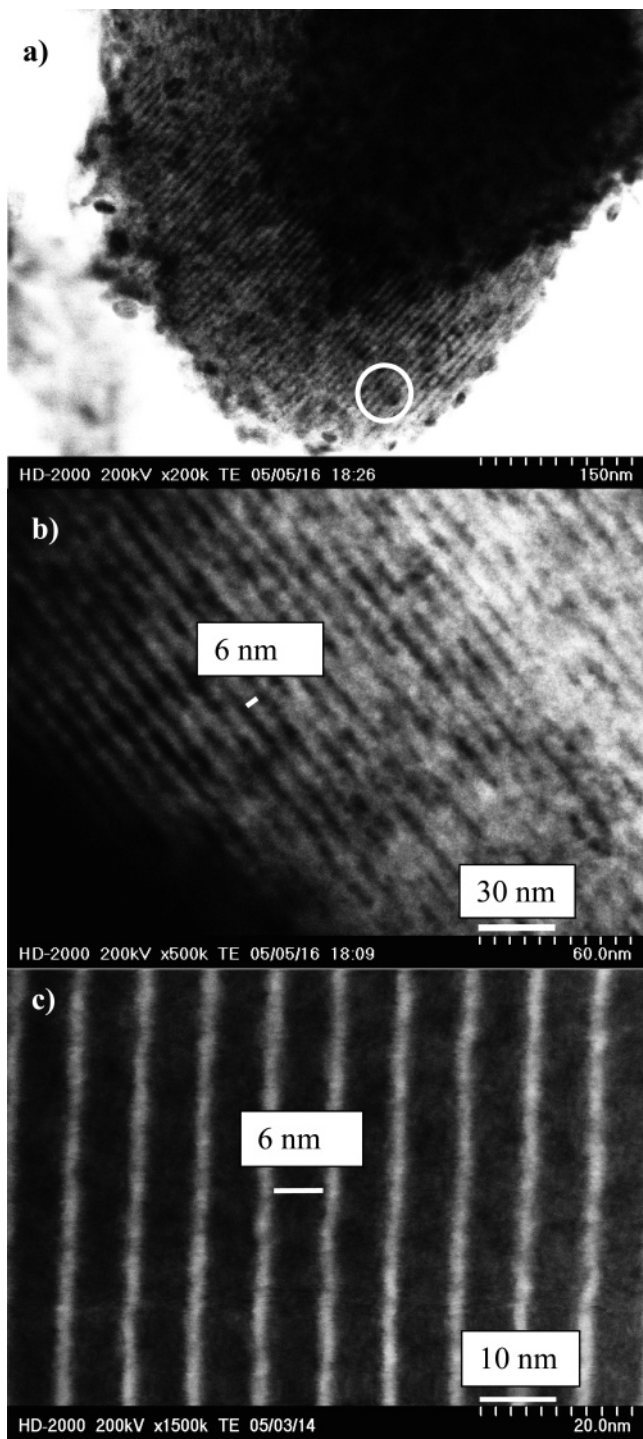 a)
HD-2000 200kV x200k TE 05/05/16 18:26 150nm
b)
6 nm
30 nm
HD-2000 200kV x500k TE 05/05/16 18:09 60.0nm
c)
6 nm
10 nm
HD-2000 200kV x1500k TE 05/03/14 20.0nm